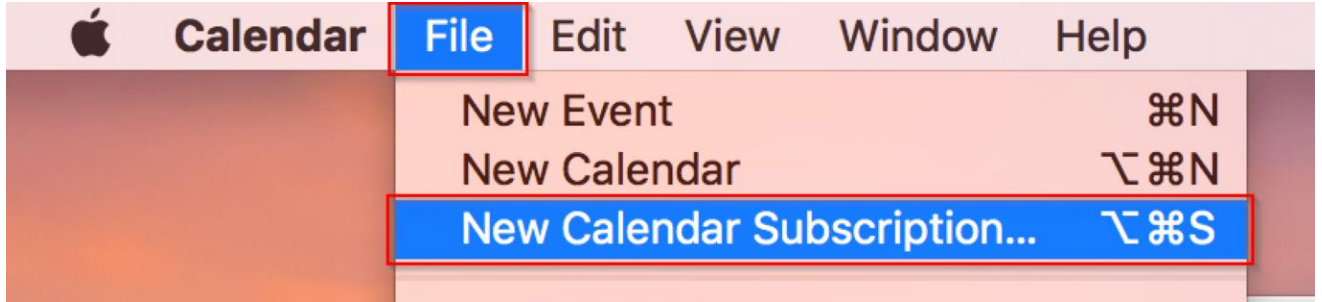 Calendar File Edit View Window Help
New Event ⌘N
New Calendar ⌥⌘N
New Calendar Subscription... ⌥⌘S